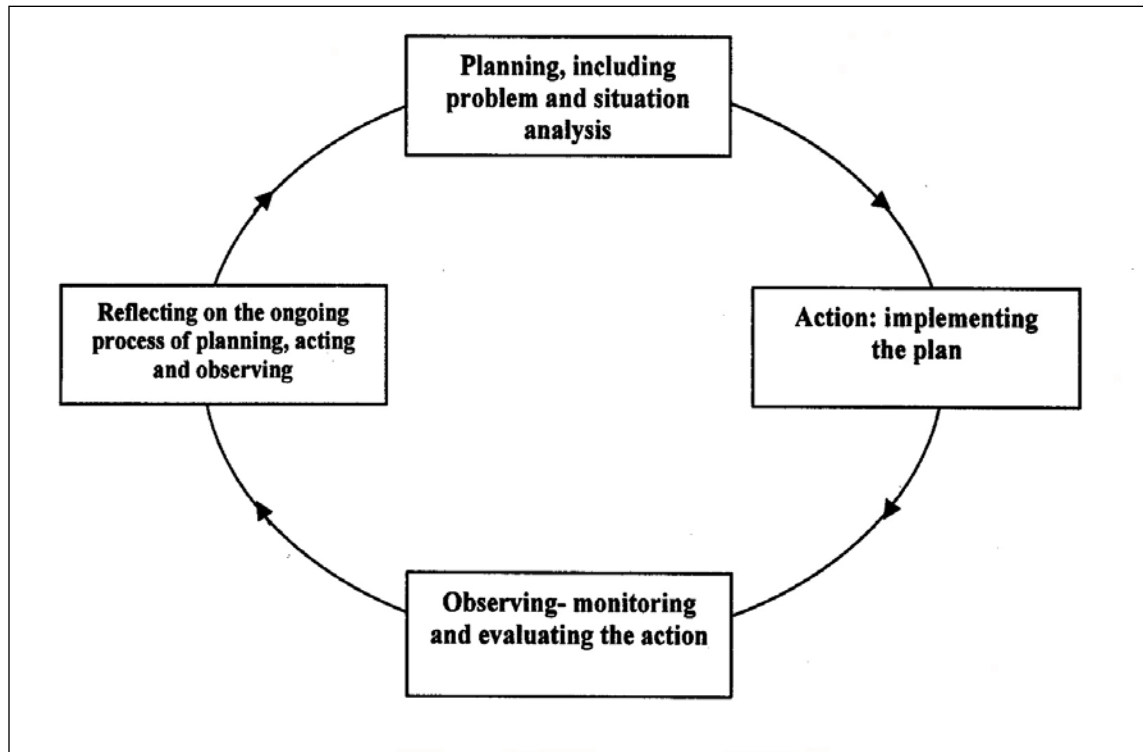 Planning, including
problem and situation
analysis
Reflecting on the ongoing
process of planning, acting
and observing
Action: implementing
the plan
Observing- monitoring
and evaluating the action